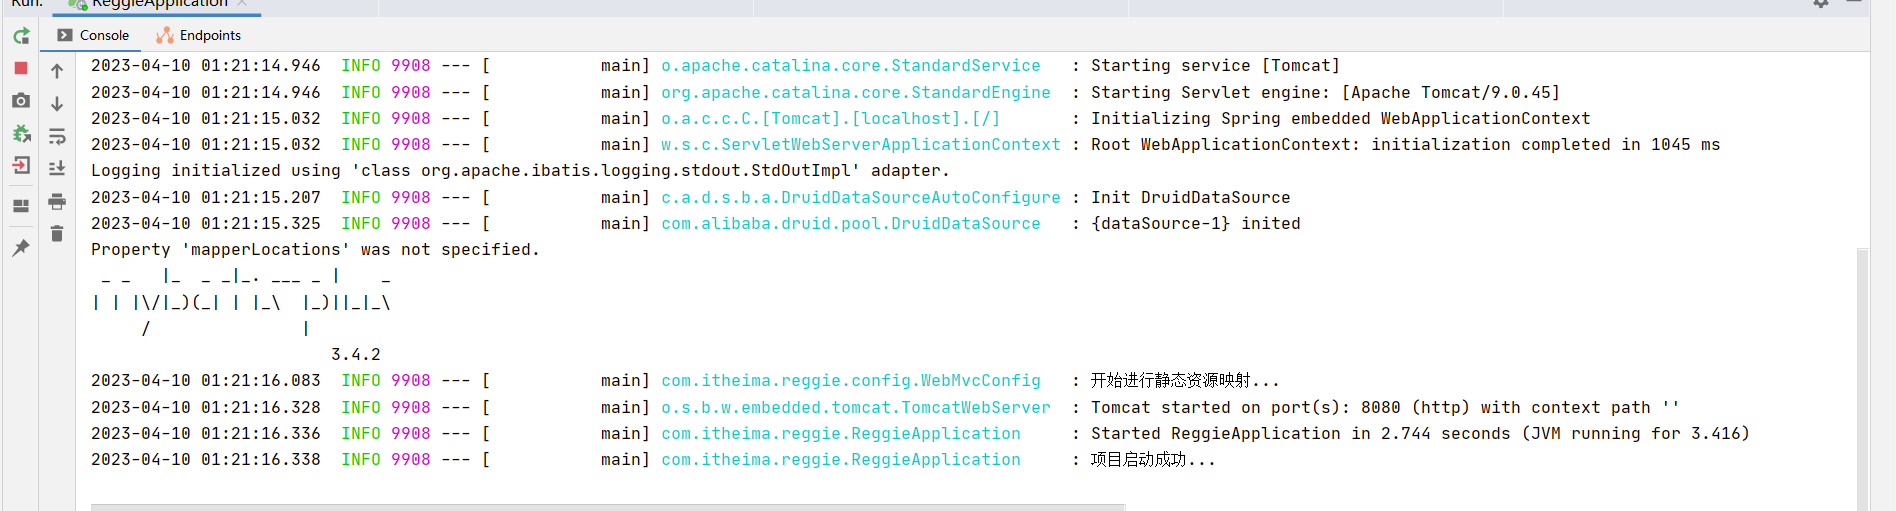 Run: ReggieApplication
Console Endpoints
2023-04-10 01:21:14.946  INFO 9908 --- [           main] o.apache.catalina.core.StandardService   : Starting service [Tomcat]
2023-04-10 01:21:14.946  INFO 9908 --- [           main] org.apache.catalina.core.StandardEngine  : Starting Servlet engine: [Apache Tomcat/9.0.45]
2023-04-10 01:21:15.032  INFO 9908 --- [           main] o.a.c.c.C.[Tomcat].[localhost].[/]       : Initializing Spring embedded WebApplicationContext
2023-04-10 01:21:15.032  INFO 9908 --- [           main] w.s.c.ServletWebServerApplicationContext : Root WebApplicationContext: initialization completed in 1045 ms
Logging initialized using 'class org.apache.ibatis.logging.stdout.StdOutImpl' adapter.
2023-04-10 01:21:15.207  INFO 9908 --- [           main] c.a.d.s.b.a.DruidDataSourceAutoConfigure : Init DruidDataSource
2023-04-10 01:21:15.325  INFO 9908 --- [           main] com.alibaba.druid.pool.DruidDataSource   : {dataSource-1} inited
Property 'mapperLocations' was not specified.
 _ _   |_  _ _|_. ___ _ |    _
| | |\/|_)(_| | |_\  |_)||_|_\
     /               |
                        3.4.2
2023-04-10 01:21:16.083  INFO 9908 --- [           main] com.itheima.reggie.config.WebMvcConfig   : 开始进行静态资源映射...
2023-04-10 01:21:16.328  INFO 9908 --- [           main] o.s.b.w.embedded.tomcat.TomcatWebServer  : Tomcat started on port(s): 8080 (http) with context path ''
2023-04-10 01:21:16.336  INFO 9908 --- [           main] com.itheima.reggie.ReggieApplication     : Started ReggieApplication in 2.744 seconds (JVM running for 3.416)
2023-04-10 01:21:16.338  INFO 9908 --- [           main] com.itheima.reggie.ReggieApplication     : 项目启动成功...